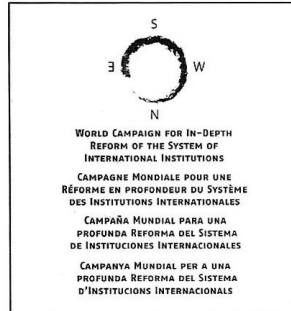 S
E W
N
WORLD CAMPAIGN FOR IN-DEPTH
REFORM OF THE SYSTEM OF
INTERNATIONAL INSTITUTIONS
CAMPAGNE MONDIALE POUR UNE
RÉFORME EN PROFONDEUR DU SYSTÈME
DES INSTITUTIONS INTERNATIONALES
CAMPAÑA MUNDIAL PARA UNA
PROFUNDA REFORMA DEL SISTEMA
DE INSTITUCIONES INTERNACIONALES
CAMPANYA MUNDIAL PER A UNA
PROFUNDA REFORMA DEL SISTEMA
D'INSTITUCIONS INTERNACIONALS